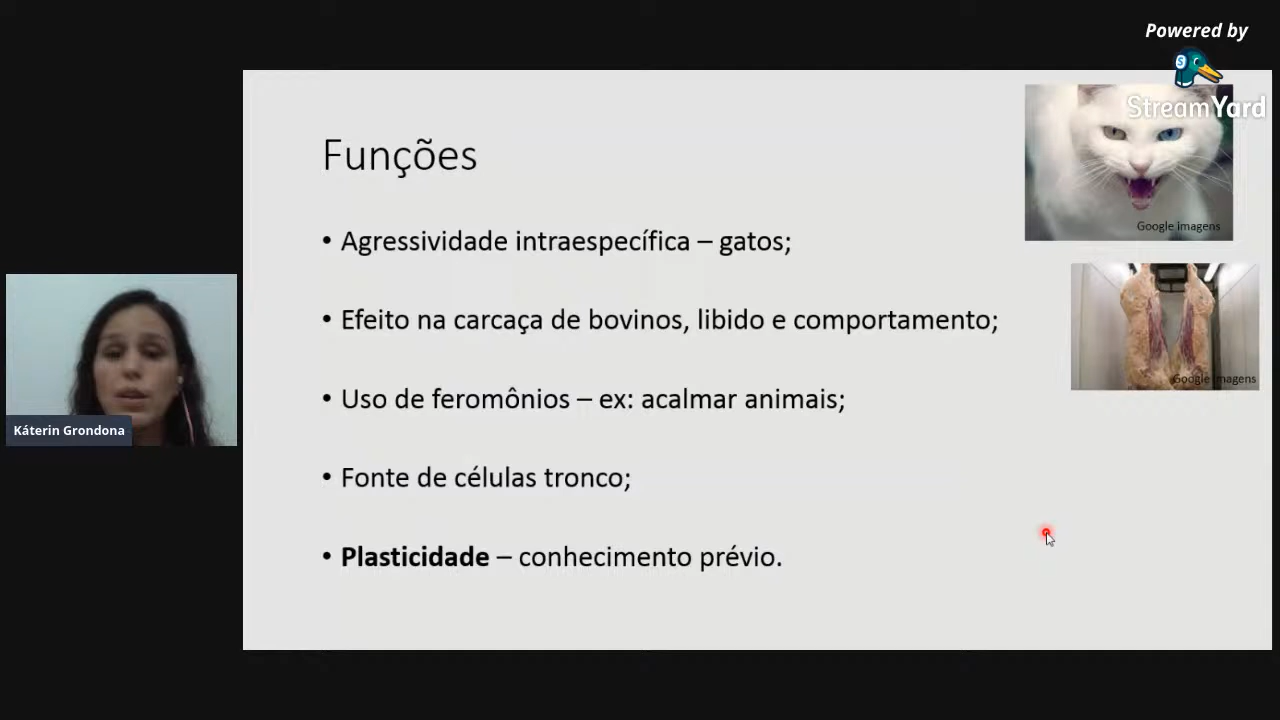 Powered by
StreamYard
Funções
Google Imagens
• Agressividade intraespecífica – gatos;
• Efeito na carcaça de bovinos, libido e comportamento;
Google Imagens
• Uso de feromônios – ex: acalmar animais;
Káterin Grondona
• Fonte de células tronco;
• Plasticidade – conhecimento prévio.